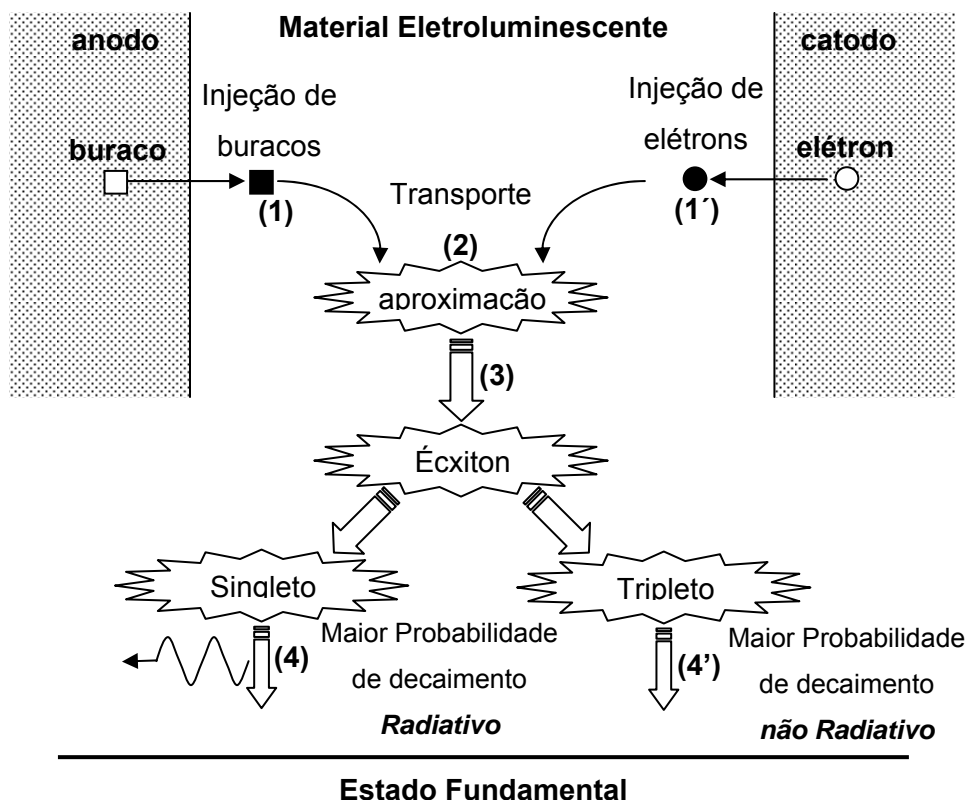 Material Eletroluminescente
anodo
catodo
Injeção de
buracos
Injeção de
elétrons
buraco
elétron
(1)
(1´)
Transporte
(2)
aproximação
(3)
Écxiton
Singleto
Tripleto
(4)
Maior Probabilidade
de decaimento
Radiativo
(4’)
Maior Probabilidade
de decaimento
não Radiativo
Estado Fundamental